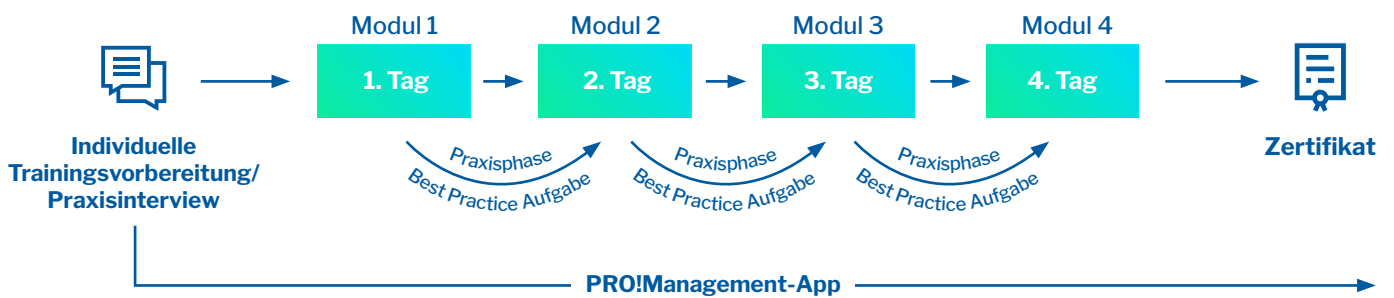 Modul 1
Modul 2
Modul 3
Modul 4
1. Tag
2. Tag
3. Tag
4. Tag
Individuelle
Trainingsvorbereitung/
Praxisinterview
Praxisphase
Best Practice Aufgabe
Praxisphase
Best Practice Aufgabe
Praxisphase
Best Practice Aufgabe
Zertifikat
PRO!Management-App